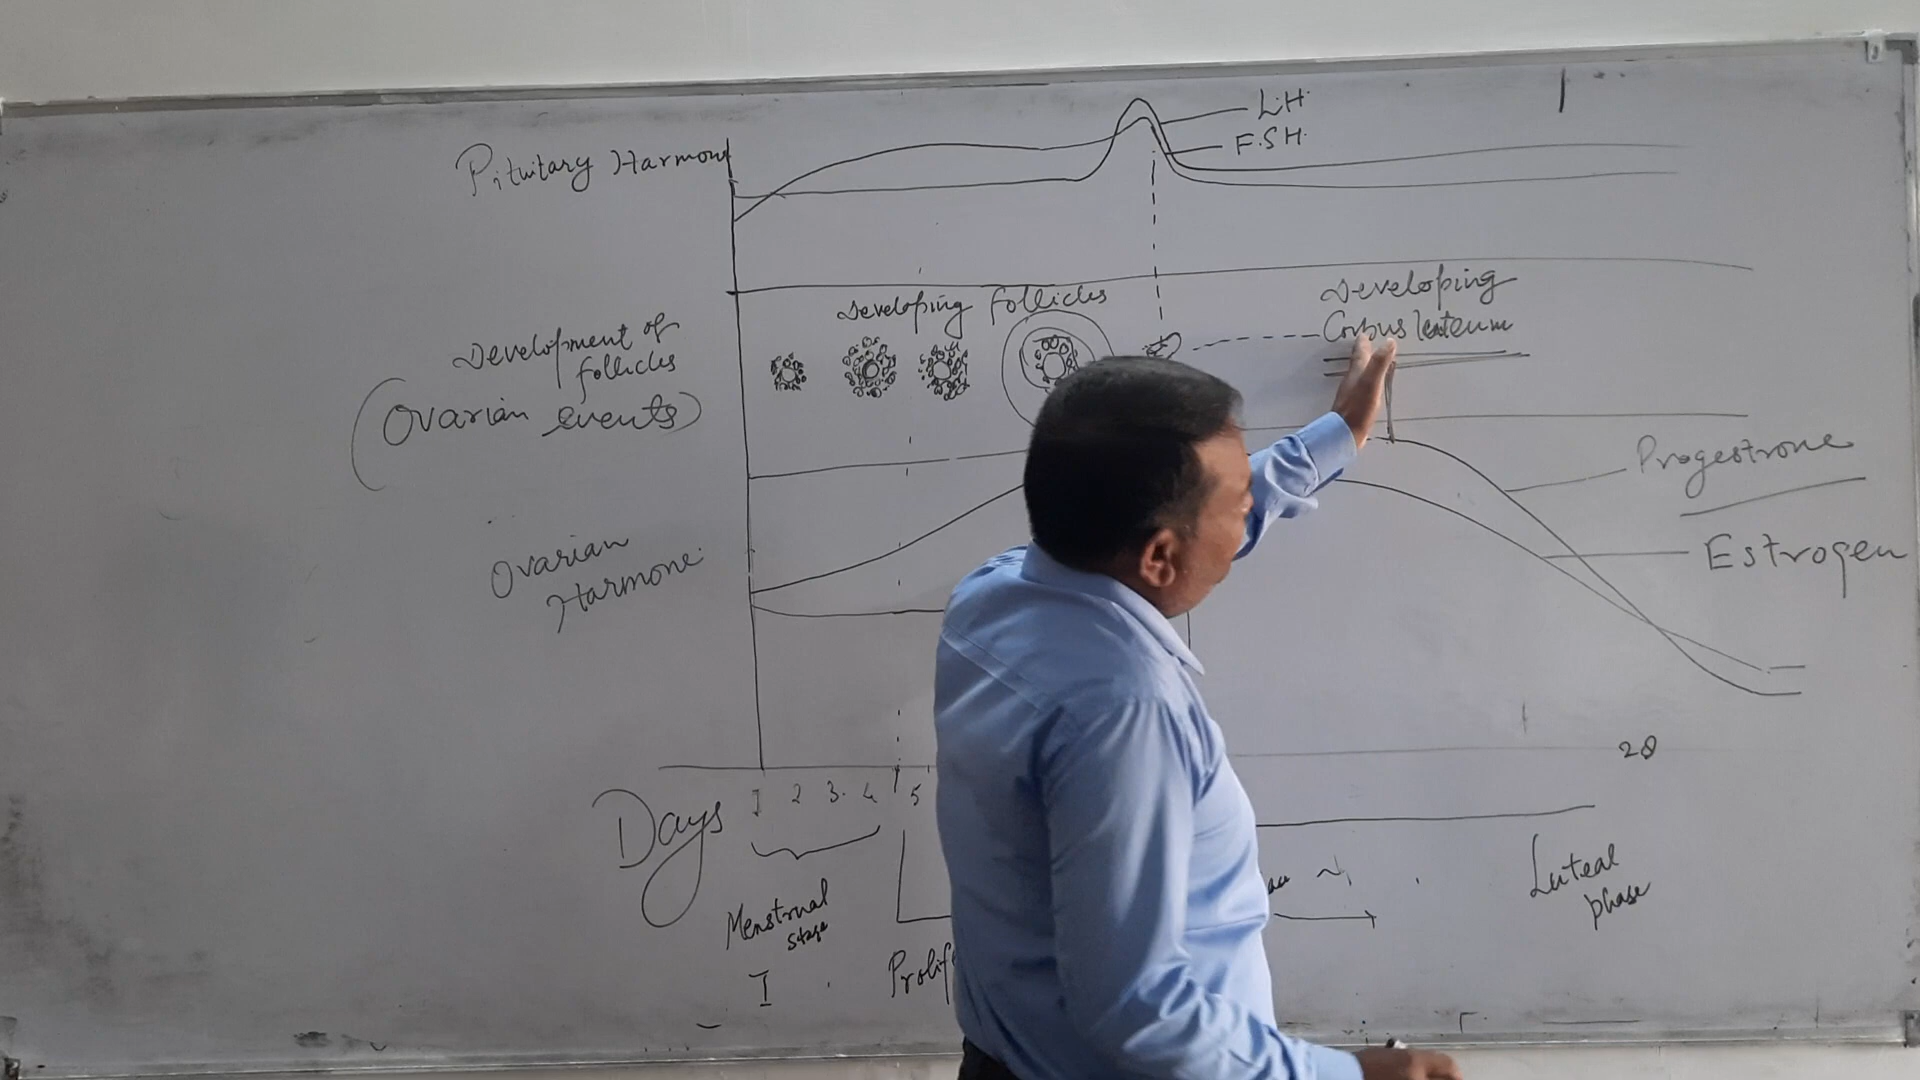 L.H.
F.S.H.
Pituitary Harmone
Developing follicles
Developing
Corpus leuteum
Development of
follicles
(Ovarian events)
Progestrone
Estrogen
Ovarian
Harmone
28
Days 1 2 3. 4 5
Luteal
phase
Menstrual
stage
I
Prolif